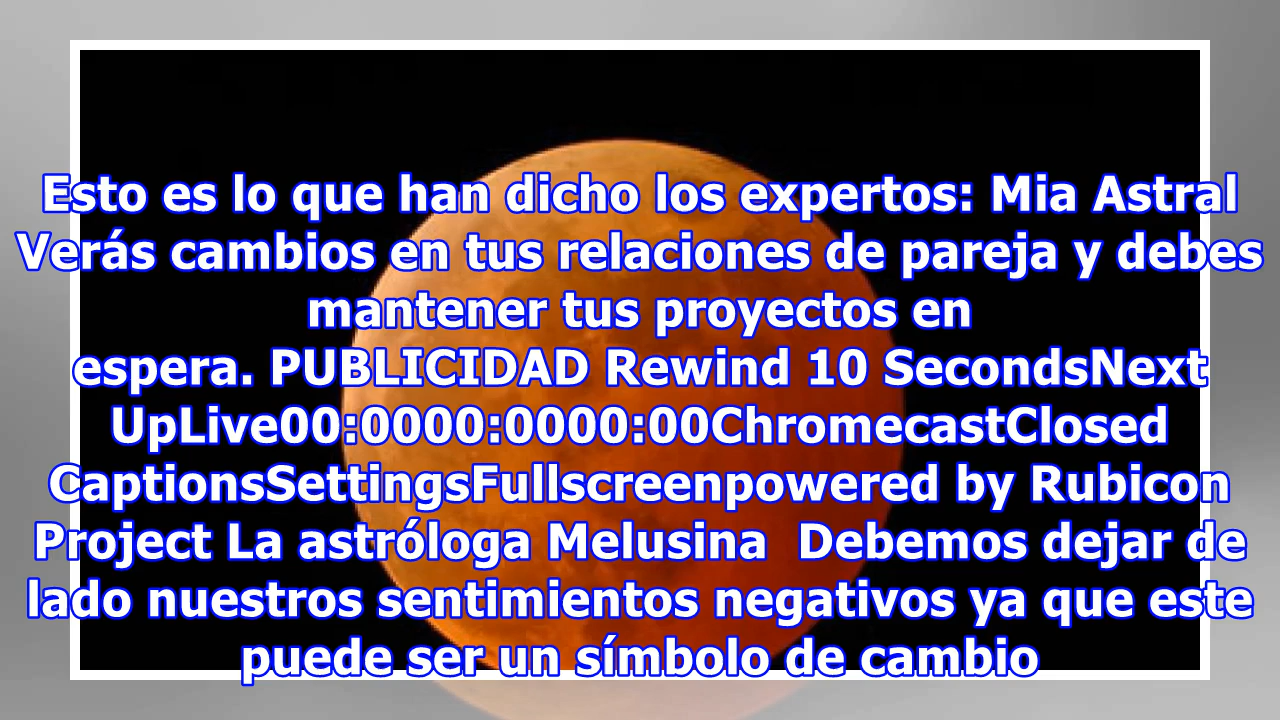 Esto es lo que han dicho los expertos: Mia Astral
Verás cambios en tus relaciones de pareja y debes
mantener tus proyectos en
espera. PUBLICIDAD Rewind 10 SecondsNext
UpLive00:0000:0000:00ChromecastClosed
CaptionsSettingsFullscreenpowered by Rubicon
Project La astróloga Melusina  Debemos dejar de
lado nuestros sentimientos negativos ya que este
puede ser un símbolo de cambio